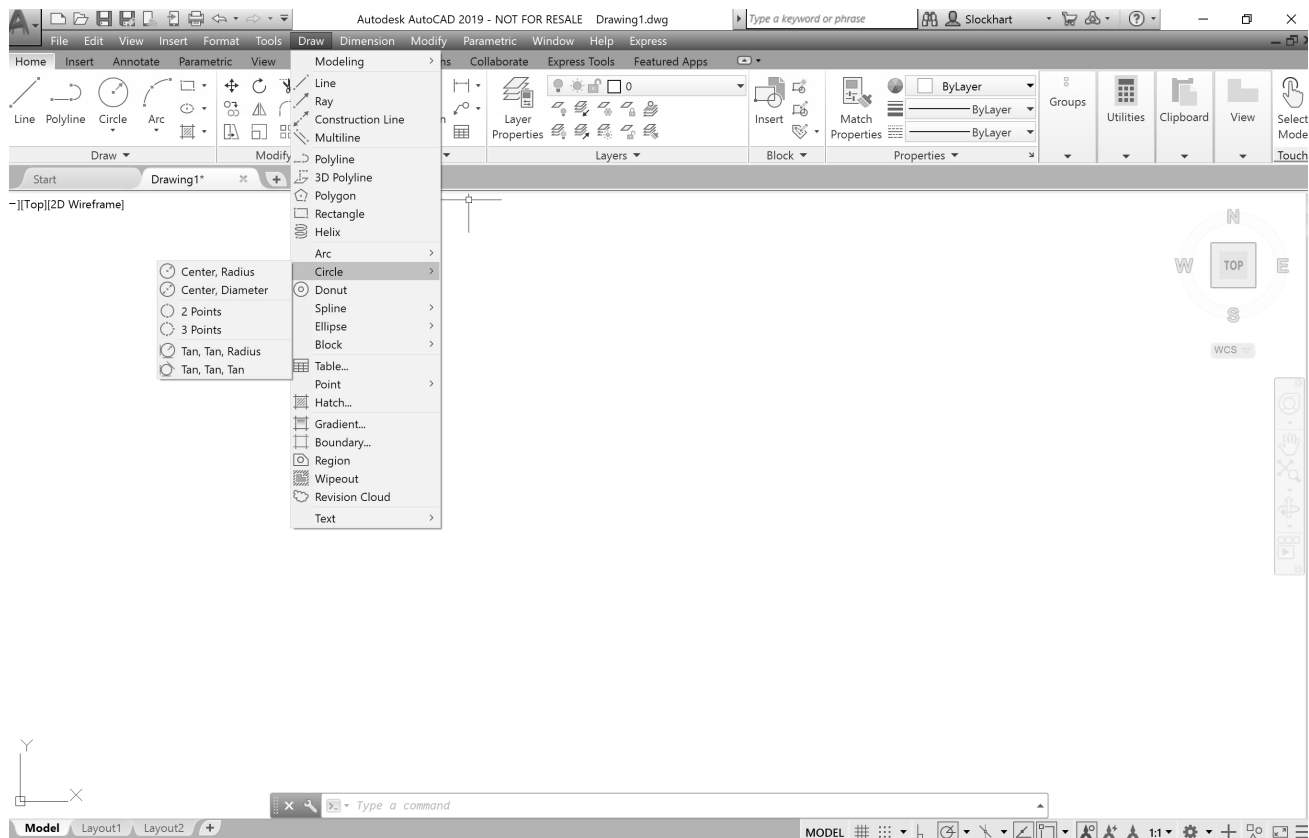 A
Autodesk AutoCAD 2019 - NOT FOR RESALE Drawing1.dwg
Type a keyword or phrase
Slockhart
?
File Edit View Insert Format Tools Draw Dimension Modify Parametric Window Help Express
Home Insert Annotate Parametric View ns Collaborate Express Tools Featured Apps
Line Polyline Circle Arc
Draw
Modify
Layer
Properties
0
Layers
Insert
Block
Match
Properties
ByLayer
ByLayer
ByLayer
Properties
Groups
Utilities
Clipboard
View
Select
Mode
Touch
Start
Drawing1*
+
-][Top][2D Wireframe]
Modeling
Line
Ray
Construction Line
Multiline
Polyline
3D Polyline
Polygon
Rectangle
Helix
Arc
Circle
Donut
Spline
Ellipse
Block
Table...
Point
Hatch...
Gradient...
Boundary...
Region
Wipeout
Revision Cloud
Text
Center, Radius
Center, Diameter
2 Points
3 Points
Tan, Tan, Radius
Tan, Tan, Tan
N
W TOP E
S
WCS
Y
X
Type a command
Model Layout1 Layout2 +
MODEL 1:1